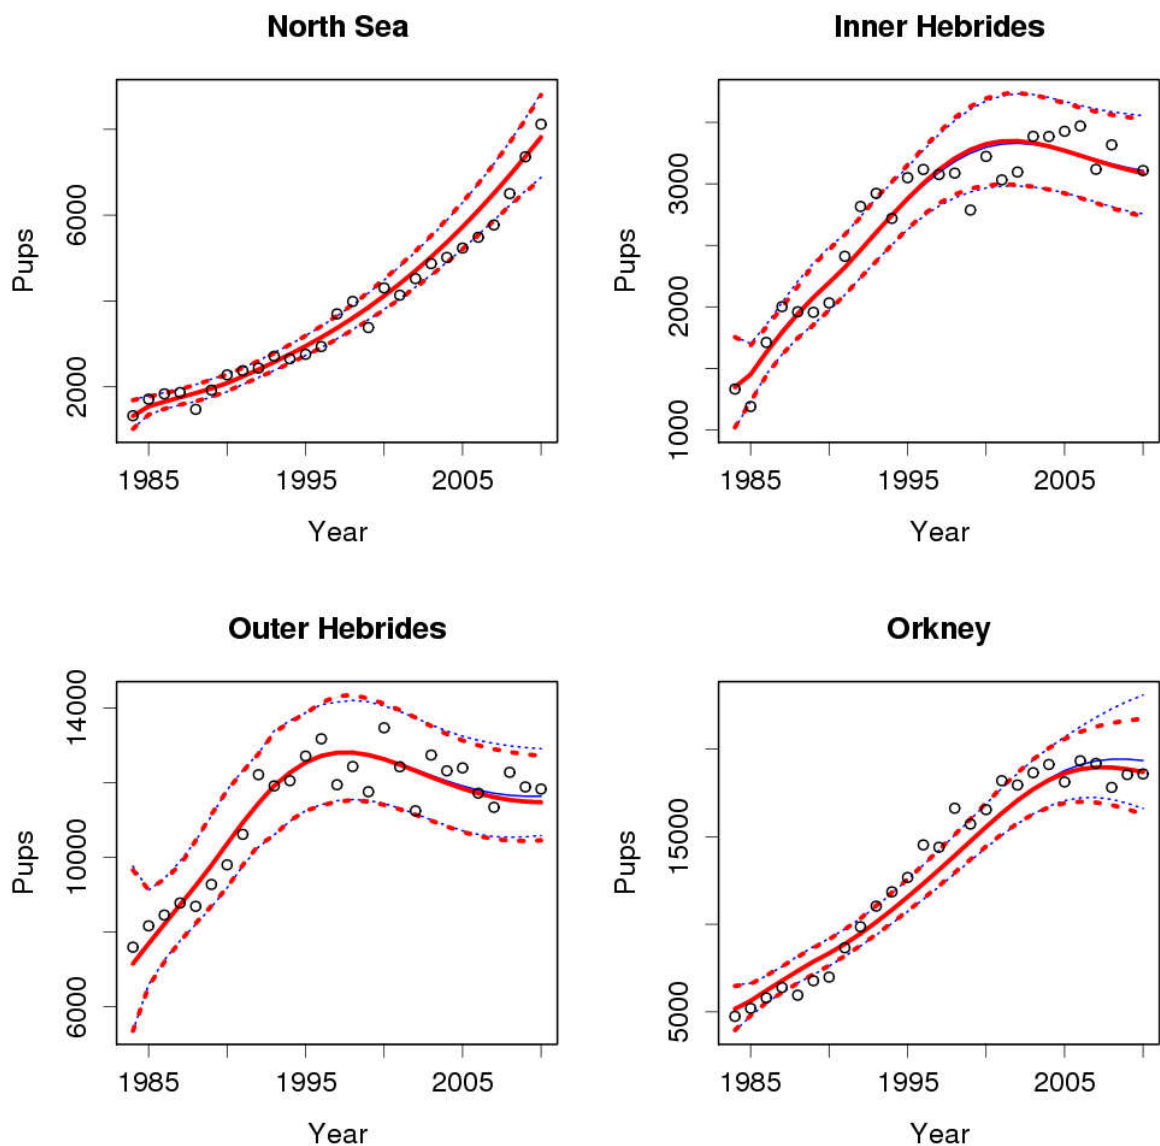 North Sea
Pups
2000
6000
1985
1995
2005
Year
Inner Hebrides
Pups
1000
2000
3000
1985
1995
2005
Year
Outer Hebrides
Pups
6000
10000
14000
1985
1995
2005
Year
Orkney
Pups
5000
15000
1985
1995
2005
Year